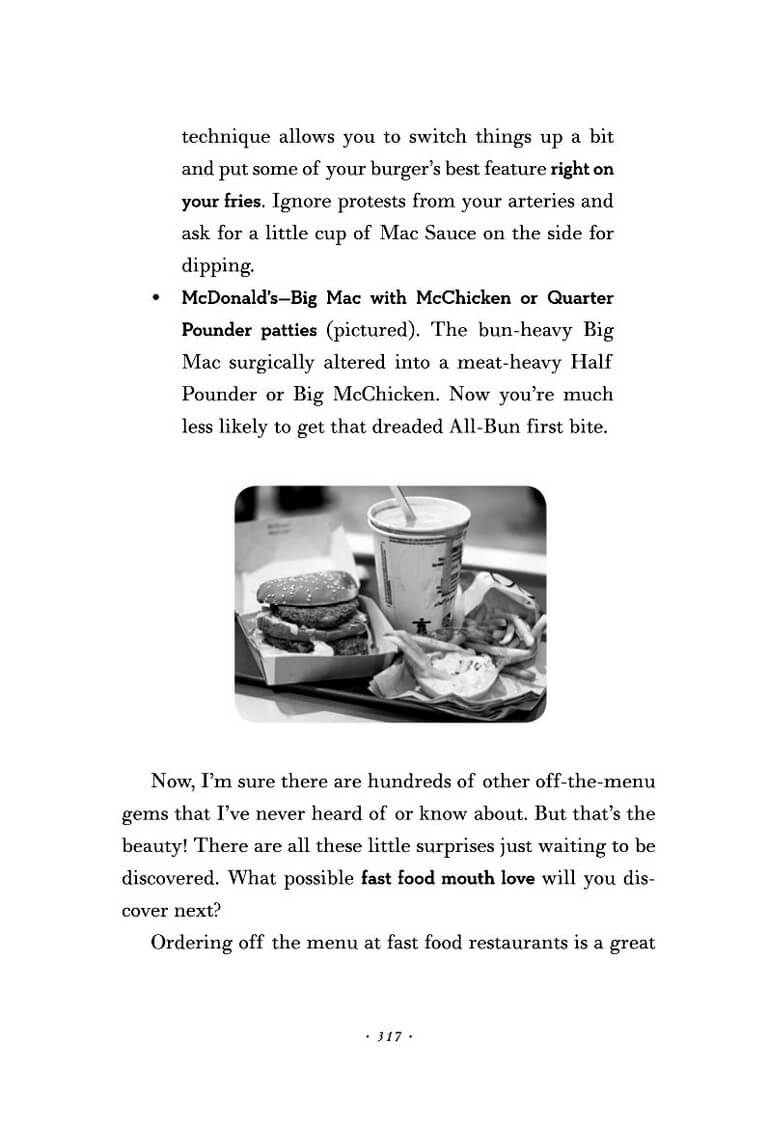 technique allows you to switch things up a bit
and put some of your burger's best feature right on
your fries. Ignore protests from your arteries and
ask for a little cup of Mac Sauce on the side for
dipping.
• McDonald's—Big Mac with McChicken or Quarter
Pounder patties (pictured). The bun-heavy Big
Mac surgically altered into a meat-heavy Half
Pounder or Big McChicken. Now you're much
less likely to get that dreaded All-Bun first bite.
Now, I'm sure there are hundreds of other off-the-menu
gems that I've never heard of or know about. But that's the
beauty! There are all these little surprises just waiting to be
discovered. What possible fast food mouth love will you dis-
cover next?
Ordering off the menu at fast food restaurants is a great
· 317 ·